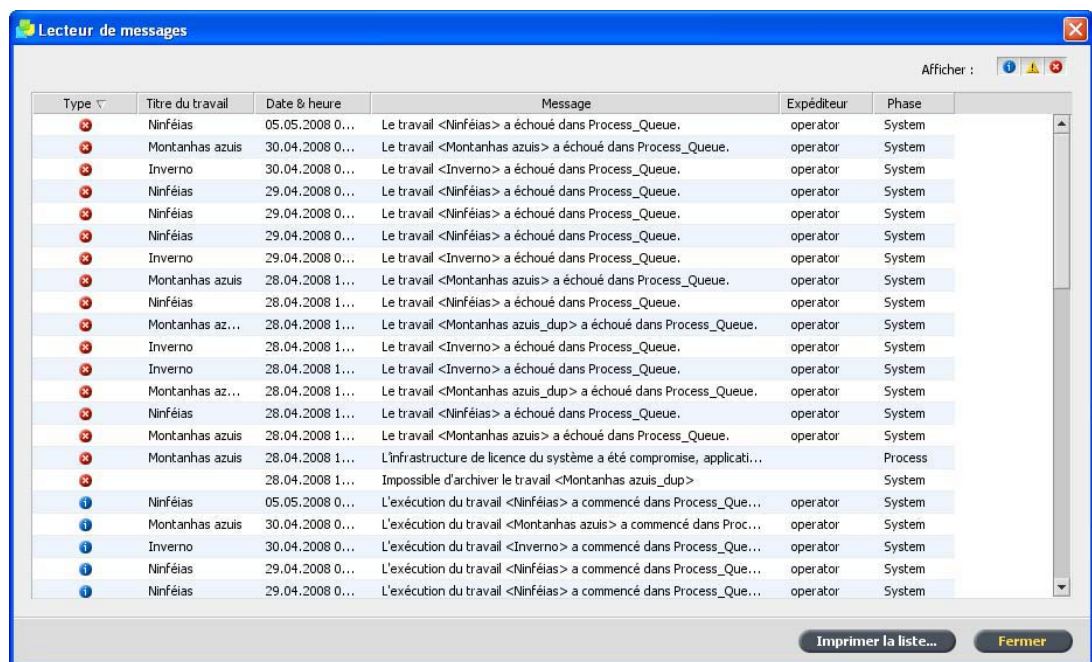 Lecteur de messages
Afficher :
Type Titre du travail Date & heure Message Expéditeur Phase
Ninféias 05.05.2008 0... Le travail <Ninféias> a échoué dans Process_Queue. operator System
Montanhas azuis 30.04.2008 0... Le travail <Montanhas azuis> a échoué dans Process_Queue. operator System
Inverno 30.04.2008 0... Le travail <Inverno> a échoué dans Process_Queue. operator System
Ninféias 29.04.2008 0... Le travail <Ninféias> a échoué dans Process_Queue. operator System
Ninféias 29.04.2008 0... Le travail <Ninféias> a échoué dans Process_Queue. operator System
Ninféias 29.04.2008 0... Le travail <Ninféias> a échoué dans Process_Queue. operator System
Inverno 29.04.2008 0... Le travail <Inverno> a échoué dans Process_Queue. operator System
Montanhas azuis 28.04.2008 1... Le travail <Montanhas azuis> a échoué dans Process_Queue. operator System
Ninféias 28.04.2008 1... Le travail <Ninféias> a échoué dans Process_Queue. operator System
Montanhas az... 28.04.2008 1... Le travail <Montanhas azuis_dup> a échoué dans Process_Queue. operator System
Inverno 28.04.2008 1... Le travail <Inverno> a échoué dans Process_Queue. operator System
Inverno 28.04.2008 1... Le travail <Inverno> a échoué dans Process_Queue. operator System
Montanhas az... 28.04.2008 1... Le travail <Montanhas azuis_dup> a échoué dans Process_Queue. operator System
Ninféias 28.04.2008 1... Le travail <Ninféias> a échoué dans Process_Queue. operator System
Montanhas azuis 28.04.2008 1... Le travail <Montanhas azuis> a échoué dans Process_Queue. operator System
Montanhas azuis 28.04.2008 1... L'infrastructure de licence du système a été compromise, applicati... Process
28.04.2008 1... Impossible d'archiver le travail <Montanhas azuis_dup> System
Ninféias 05.05.2008 0... L'exécution du travail <Ninféias> a commencé dans Process_Que... operator System
Montanhas azuis 30.04.2008 0... L'exécution du travail <Montanhas azuis> a commencé dans Proc... operator System
Inverno 30.04.2008 0... L'exécution du travail <Inverno> a commencé dans Process_Que... operator System
Ninféias 29.04.2008 0... L'exécution du travail <Ninféias> a commencé dans Process_Que... operator System
Ninféias 29.04.2008 0... L'exécution du travail <Ninféias> a commencé dans Process_Que... operator System
Imprimer la liste... Fermer